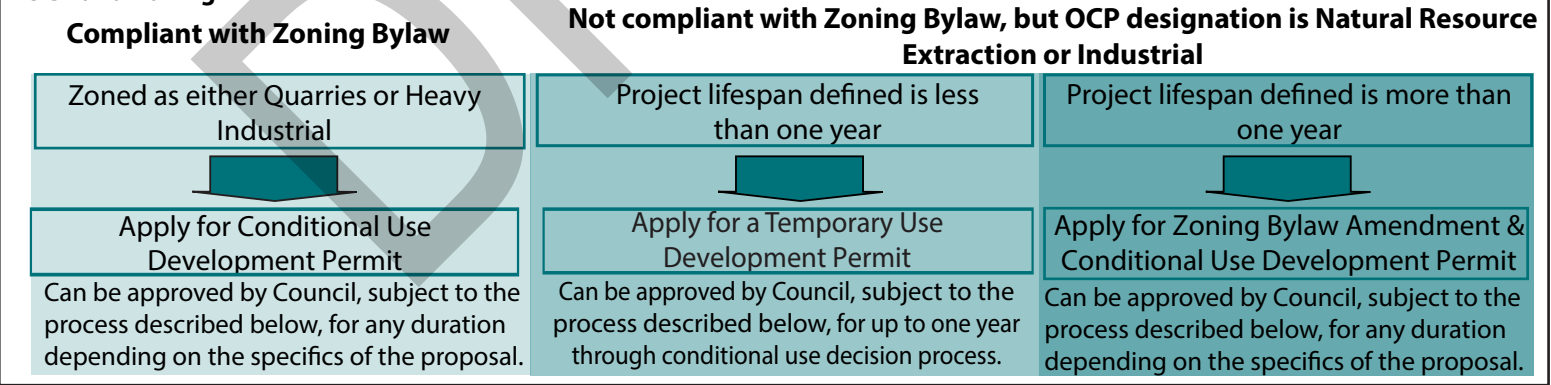 Compliant with Zoning Bylaw
Not compliant with Zoning Bylaw, but OCP designation is Natural Resource
Extraction or Industrial
Zoned as either Quarries or Heavy
Industrial
Apply for Conditional Use
Development Permit
Can be approved by Council, subject to the
process described below, for any duration
depending on the specifics of the proposal.
Project lifespan defined is less
than one year
Apply for a Temporary Use
Development Permit
Can be approved by Council, subject to the
process described below, for up to one year
through conditional use decision process.
Project lifespan defined is more than
one year
Apply for Zoning Bylaw Amendment &
Conditional Use Development Permit
Can be approved by Council, subject to the
process described below, for any duration
depending on the specifics of the proposal.